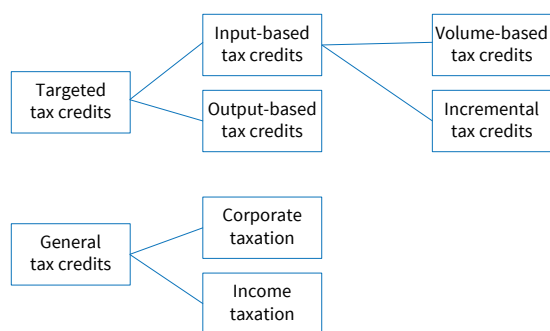 Input-based
tax credits
Volume-based
tax credits
Targeted
tax credits
Output-based
tax credits
Incremental
tax credits
Corporate
taxation
General
tax credits
Income
taxation